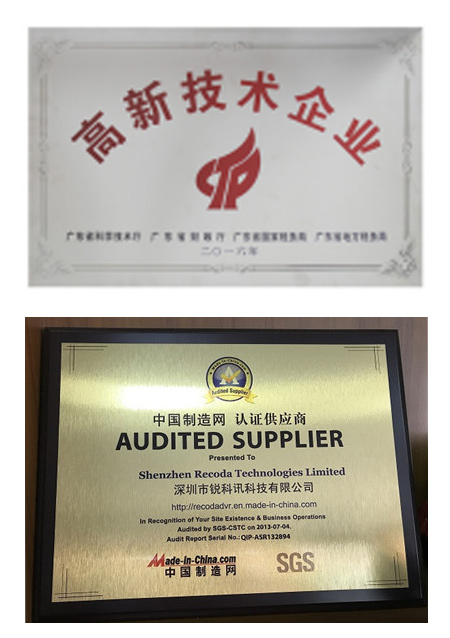 高新技术企业
广东省科学技术厅 广东省财政厅 广东省国家税务局 广东省地方税务局
二〇一六年
Made-in-China.com
Audited Supplier
中国制造网 认证供应商
AUDITED SUPPLIER
Presented To
Shenzhen Recoda Technologies Limited
深圳市锐科讯科技有限公司
http://recodadvr.en.made-in-china.com
In Recognition of Your Site Existence & Business Operations
Audited by SGS-CSTC on 2013-07-04.
Audit Report Serial No.:QIP-ASR132894
Made-in-China.com
中国制造网
SGS